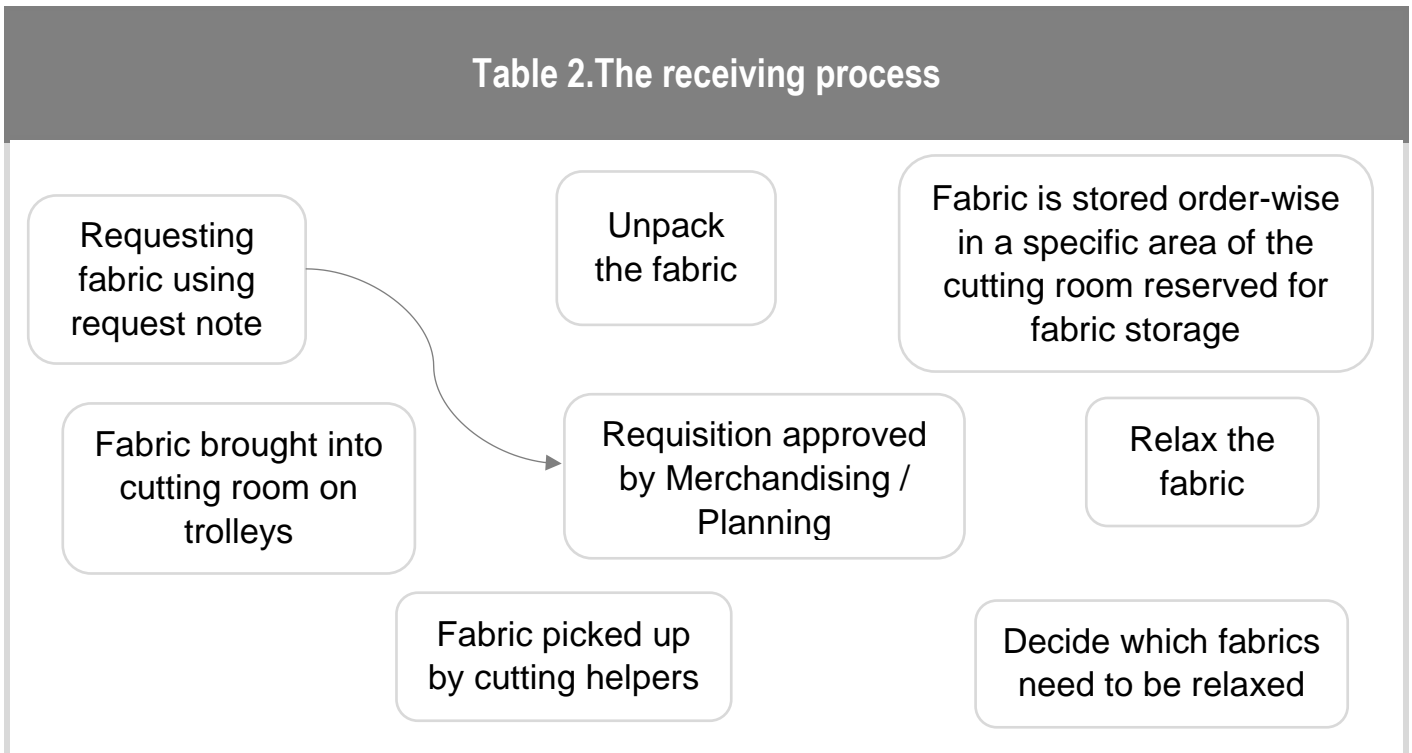 Table 2.The receiving process
Requesting
fabric using
request note
Unpack
the fabric
Fabric is stored order-wise
in a specific area of the
cutting room reserved for
fabric storage
Fabric brought into
cutting room on
trolleys
Requisition approved
by Merchandising /
Planning
Relax the
fabric
Fabric picked up
by cutting helpers
Decide which fabrics
need to be relaxed